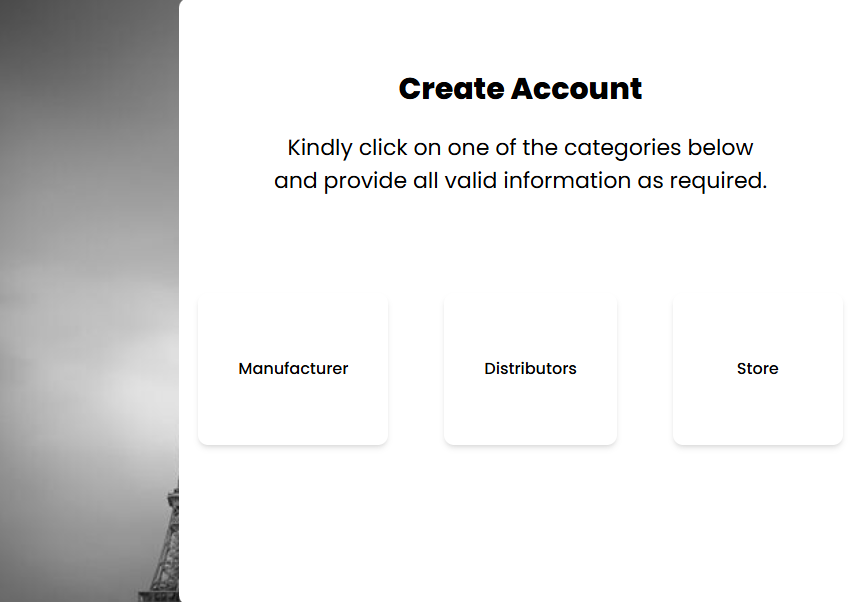 Create Account
Kindly click on one of the categories below
and provide all valid information as required.
Manufacturer
Distributors
Store